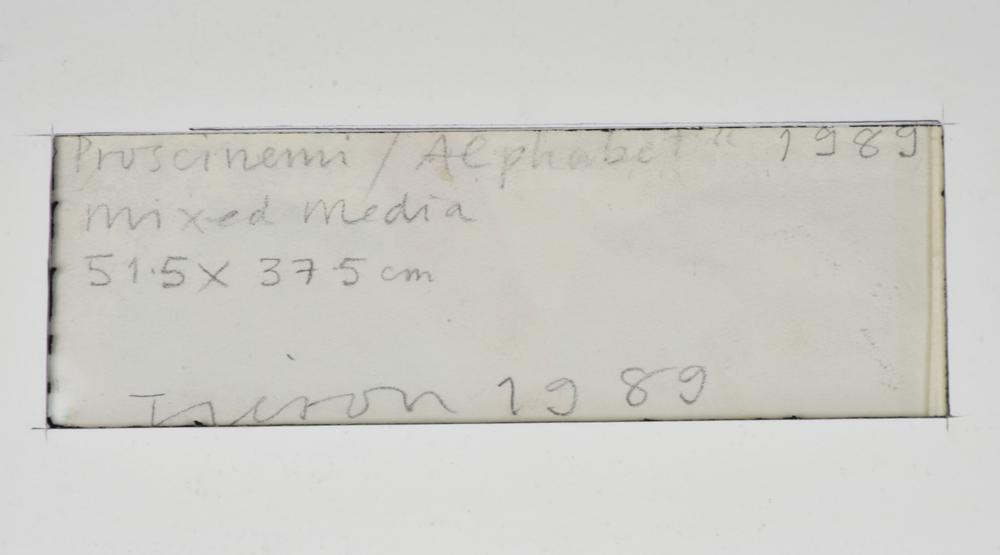 Proscinemi / Alphabet" 1989
mixed media
51.5 x 37 5 cm
1989